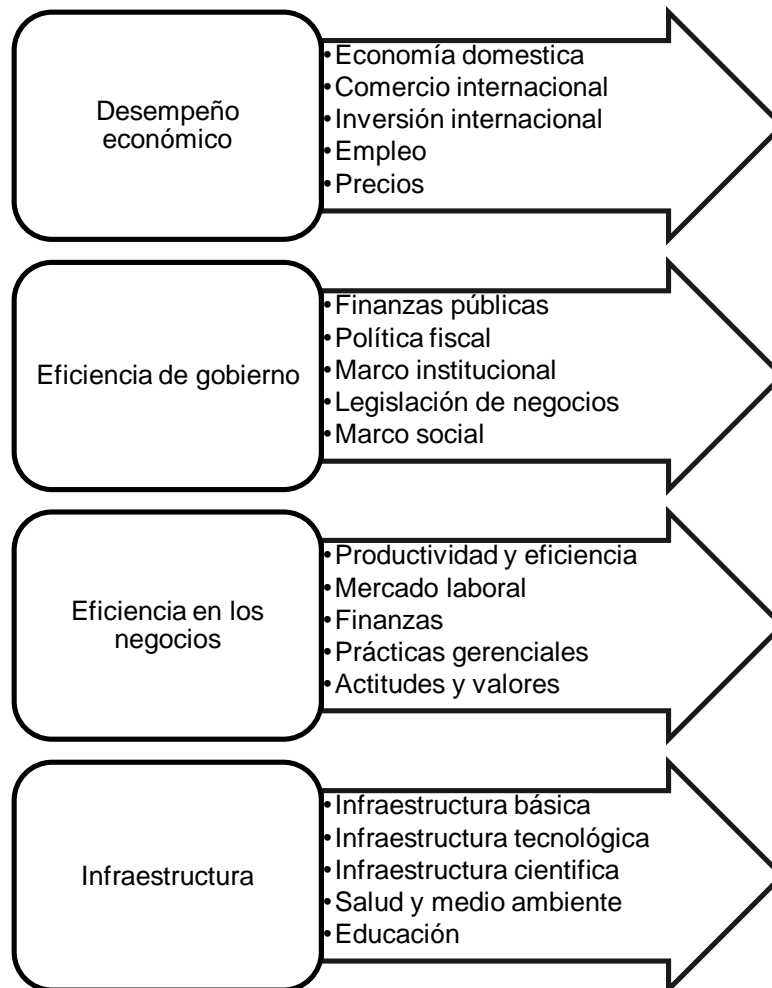 Desempeño
económico
•Economía domestica
•Comercio internacional
•Inversión internacional
•Empleo
•Precios
Eficiencia de gobierno
•Finanzas públicas
•Política fiscal
•Marco institucional
•Legislación de negocios
•Marco social
Eficiencia en los
negocios
•Productividad y eficiencia
•Mercado laboral
•Finanzas
•Prácticas gerenciales
•Actitudes y valores
Infraestructura
•Infraestructura básica
•Infraestructura tecnológica
•Infraestructura cientifica
•Salud y medio ambiente
•Educación